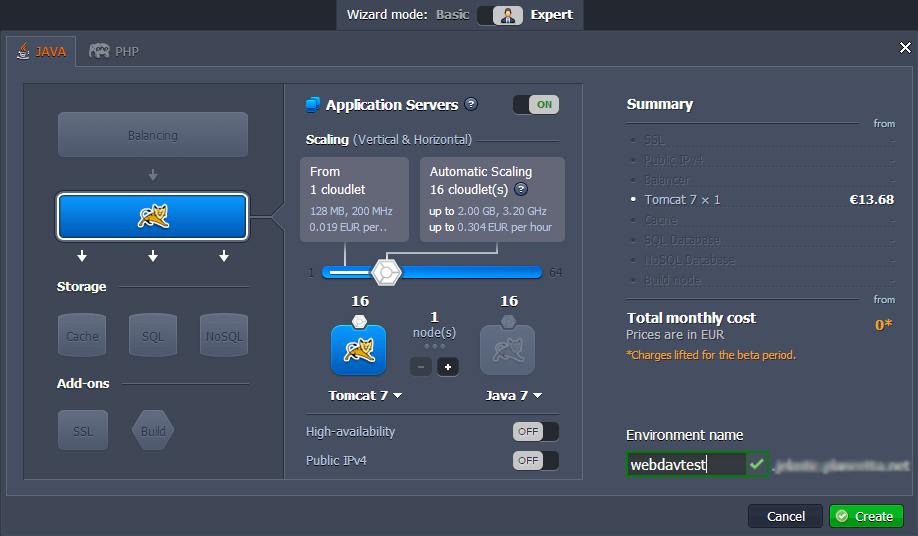 Wizard mode: Basic Expert
JAVA PHP
Balancing
Storage
Cache SQL NoSQL
Add-ons
SSL Build
Application Servers ? ON
Scaling (Vertical & Horizontal)
From
1 cloudlet
128 MB, 200 MHz
0.019 EUR per..
Automatic Scaling
16 cloudlet(s) ?
up to 2.00 GB, 3.20 GHz
up to 0.304 EUR per hour
1 64
16 16
1
node(s)
Tomcat 7 Java 7
High-availability OFF
Public IPv4 OFF
Summary
from
• SSL -
• Public IPv4 -
• Balancer -
• Tomcat 7 × 1 €13.68
• Cache -
• SQL Database -
• NoSQL Database -
• Build node -
from
Total monthly cost 0*
Prices are in EUR
*Charges lifted for the beta period.
Environment name
webdavtest
Cancel Create